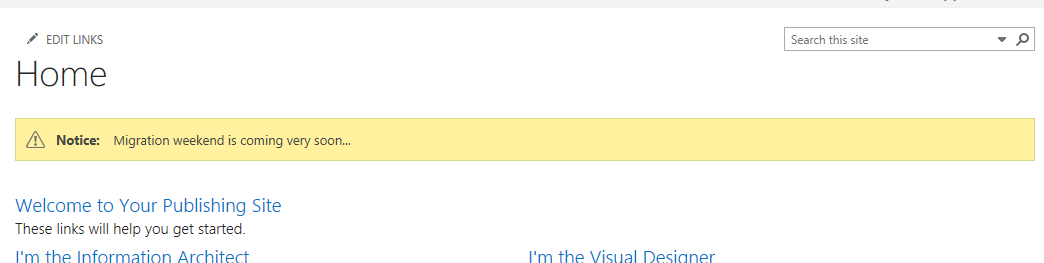 EDIT LINKS
Search this site
Home
Notice: Migration weekend is coming very soon...
Welcome to Your Publishing Site
These links will help you get started.
I'm the Information Architect
I'm the Visual Designer